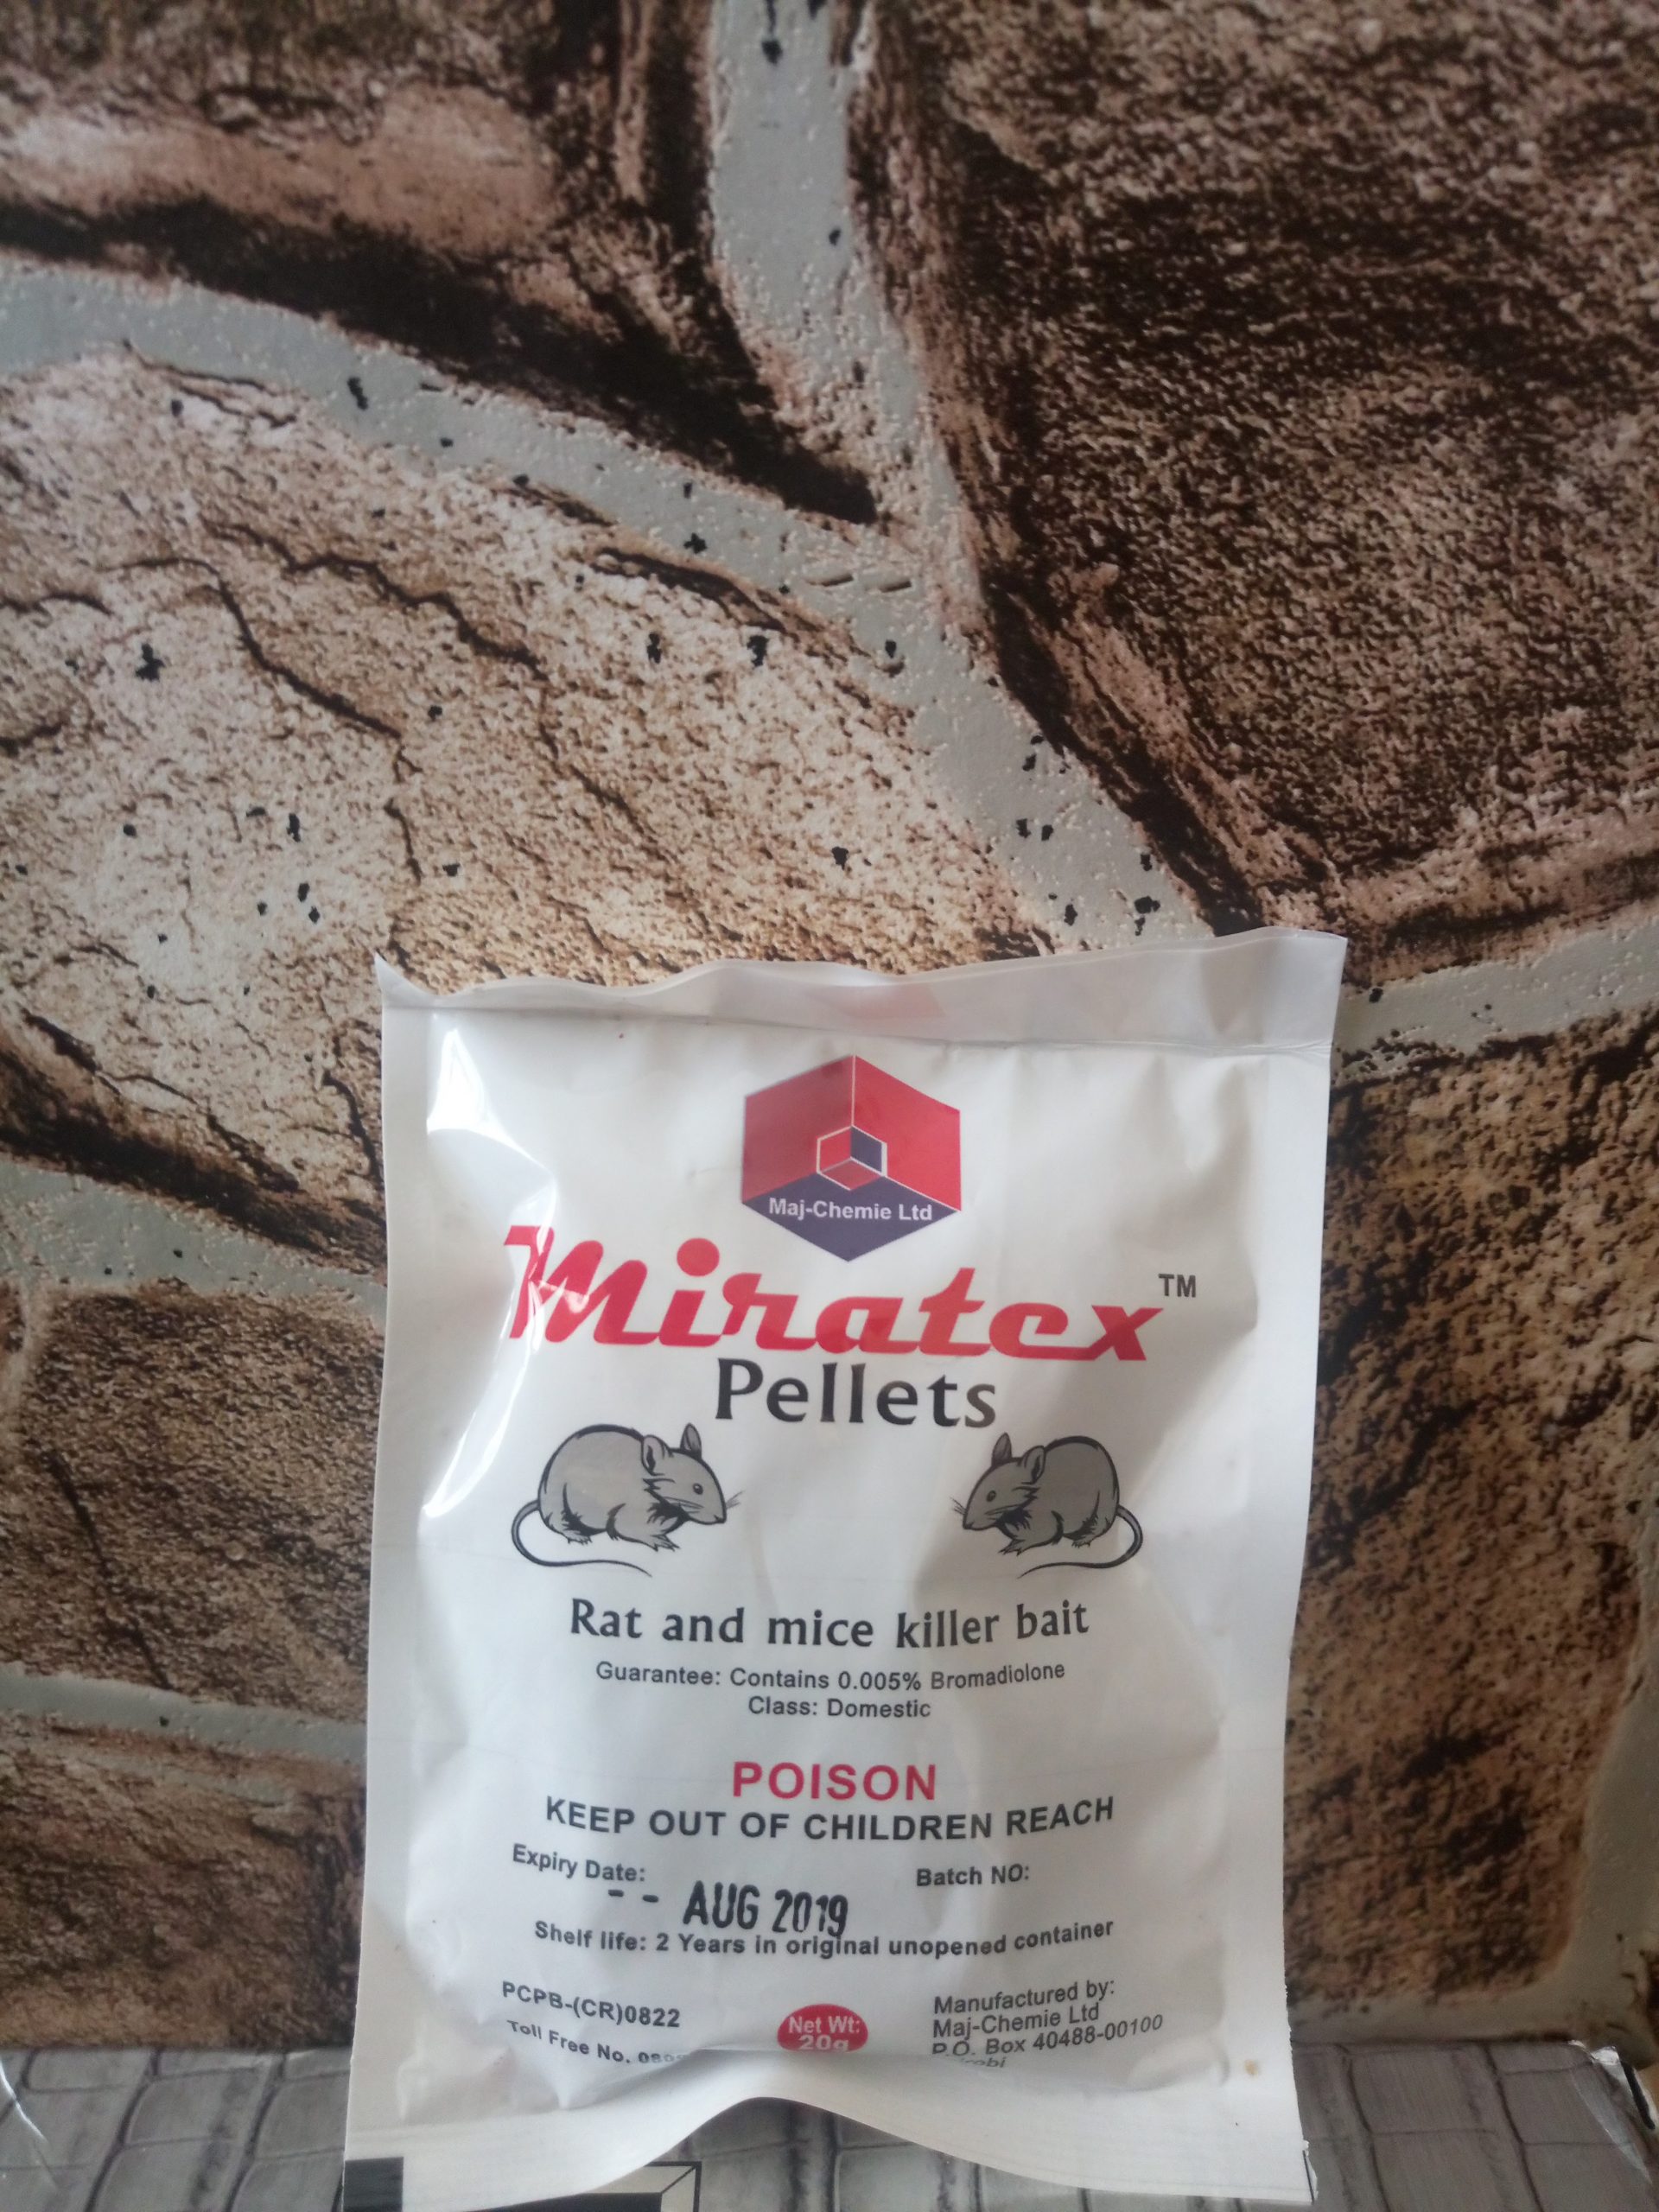 Maj-Chemie Ltd
Miratex™
Pellets
Rat and mice killer bait
Guarantee: Contains 0.005% Bromadiolone
Class: Domestic
POISON
KEEP OUT OF CHILDREN REACH
Expiry Date:
Batch NO:
-- AUG 2019
Shelf life: 2 Years in original unopened container
PCPB-(CR)0822
Toll Free No.
Net Wt:
20g
Manufactured by:
Maj-Chemie Ltd
P.O. Box 40488-00100